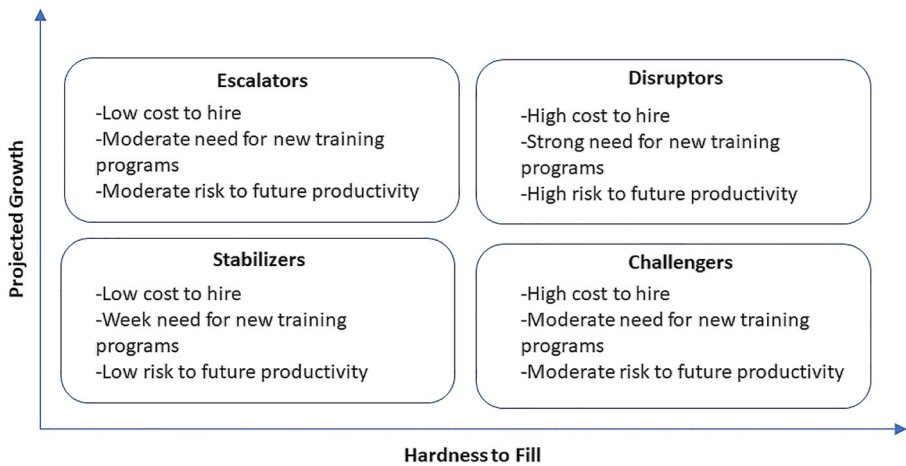 Projected Growth
Escalators
-Low cost to hire
-Moderate need for new training
programs
-Moderate risk to future productivity
Disruptors
-High cost to hire
-Strong need for new training
programs
-High risk to future productivity
Stabilizers
-Low cost to hire
-Week need for new training
programs
-Low risk to future productivity
Challengers
-High cost to hire
-Moderate need for new training
programs
-Moderate risk to future productivity
Hardness to Fill